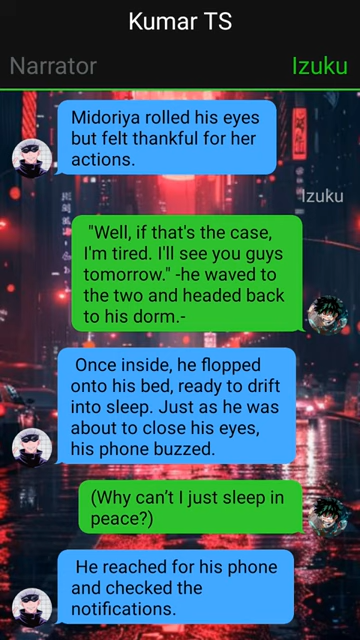 Kumar TS
Narrator
Izuku
Midoriya rolled his eyes
but felt thankful for her
actions.
Izuku
"Well, if that's the case,
I'm tired. I'll see you guys
tomorrow." -he waved to
the two and headed back
to his dorm.-
Once inside, he flopped
onto his bed, ready to drift
into sleep. Just as he was
about to close his eyes,
his phone buzzed.
(Why can't I just sleep in
peace?)
He reached for his phone
and checked the
notifications.